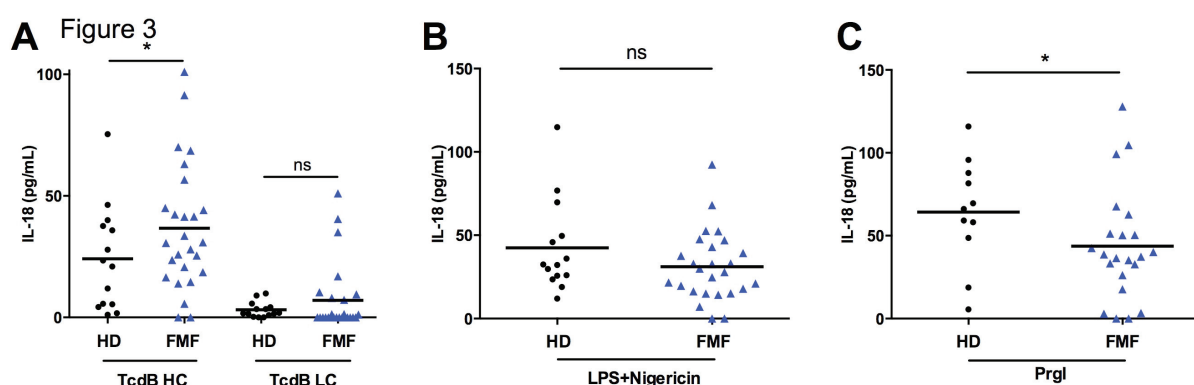 Figure 3
A
*
100
50
0
IL-18 (pg/mL)
ns
HD
FMF
HD
FMF
TcdB HC
TcdB LC
B
ns
150
100
50
0
IL-18 (pg/mL)
HD
FMF
LPS+Nigericin
C
*
150
100
50
0
IL-18 (pg/mL)
HD
FMF
PrgI